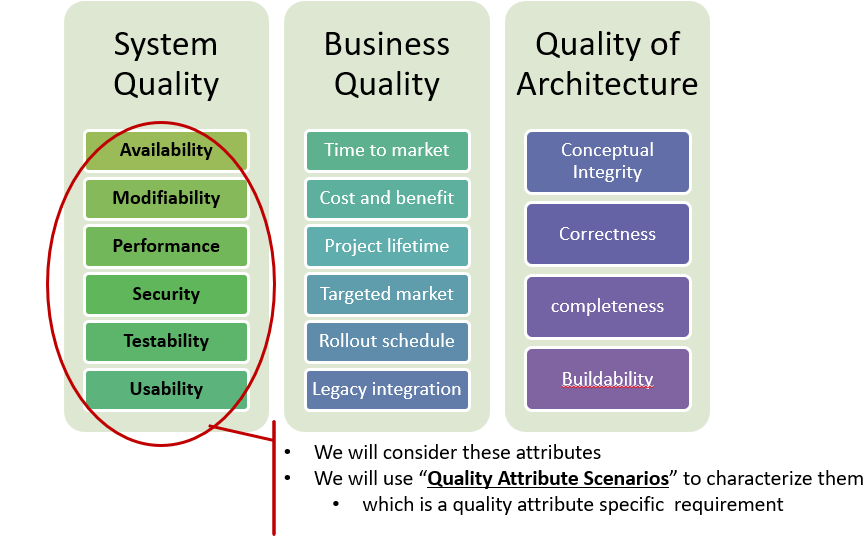 System
Quality
Availability
Modifiability
Performance
Security
Testability
Usability
Business
Quality
Time to market
Cost and benefit
Project lifetime
Targeted market
Rollout schedule
Legacy integration
Quality of
Architecture
Conceptual
Integrity
Correctness
completeness
Buildability
• We will consider these attributes
• We will use “Quality Attribute Scenarios” to characterize them
• which is a quality attribute specific requirement